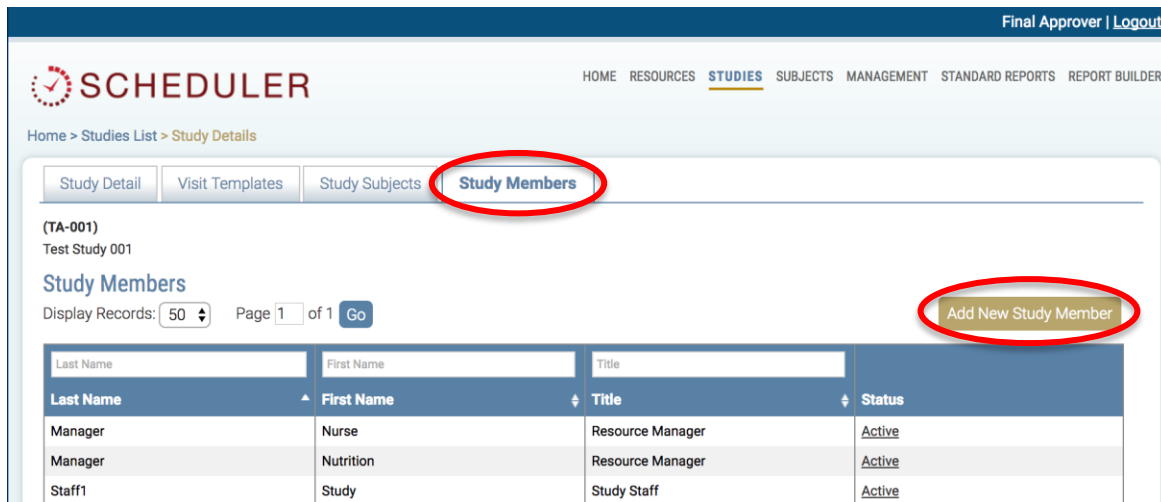 Final Approver | Logout
SCHEDULER
HOME RESOURCES STUDIES SUBJECTS MANAGEMENT STANDARD REPORTS REPORT BUILDER
Home > Studies List > Study Details
Study Detail Visit Templates Study Subjects Study Members
(TA-001)
Test Study 001
Study Members
Display Records: 50 Page 1 of 1 Go
Add New Study Member
Last Name First Name Title
Last Name First Name Title Status
Manager Nurse Resource Manager Active
Manager Nutrition Resource Manager Active
Staff1 Study Study Staff Active